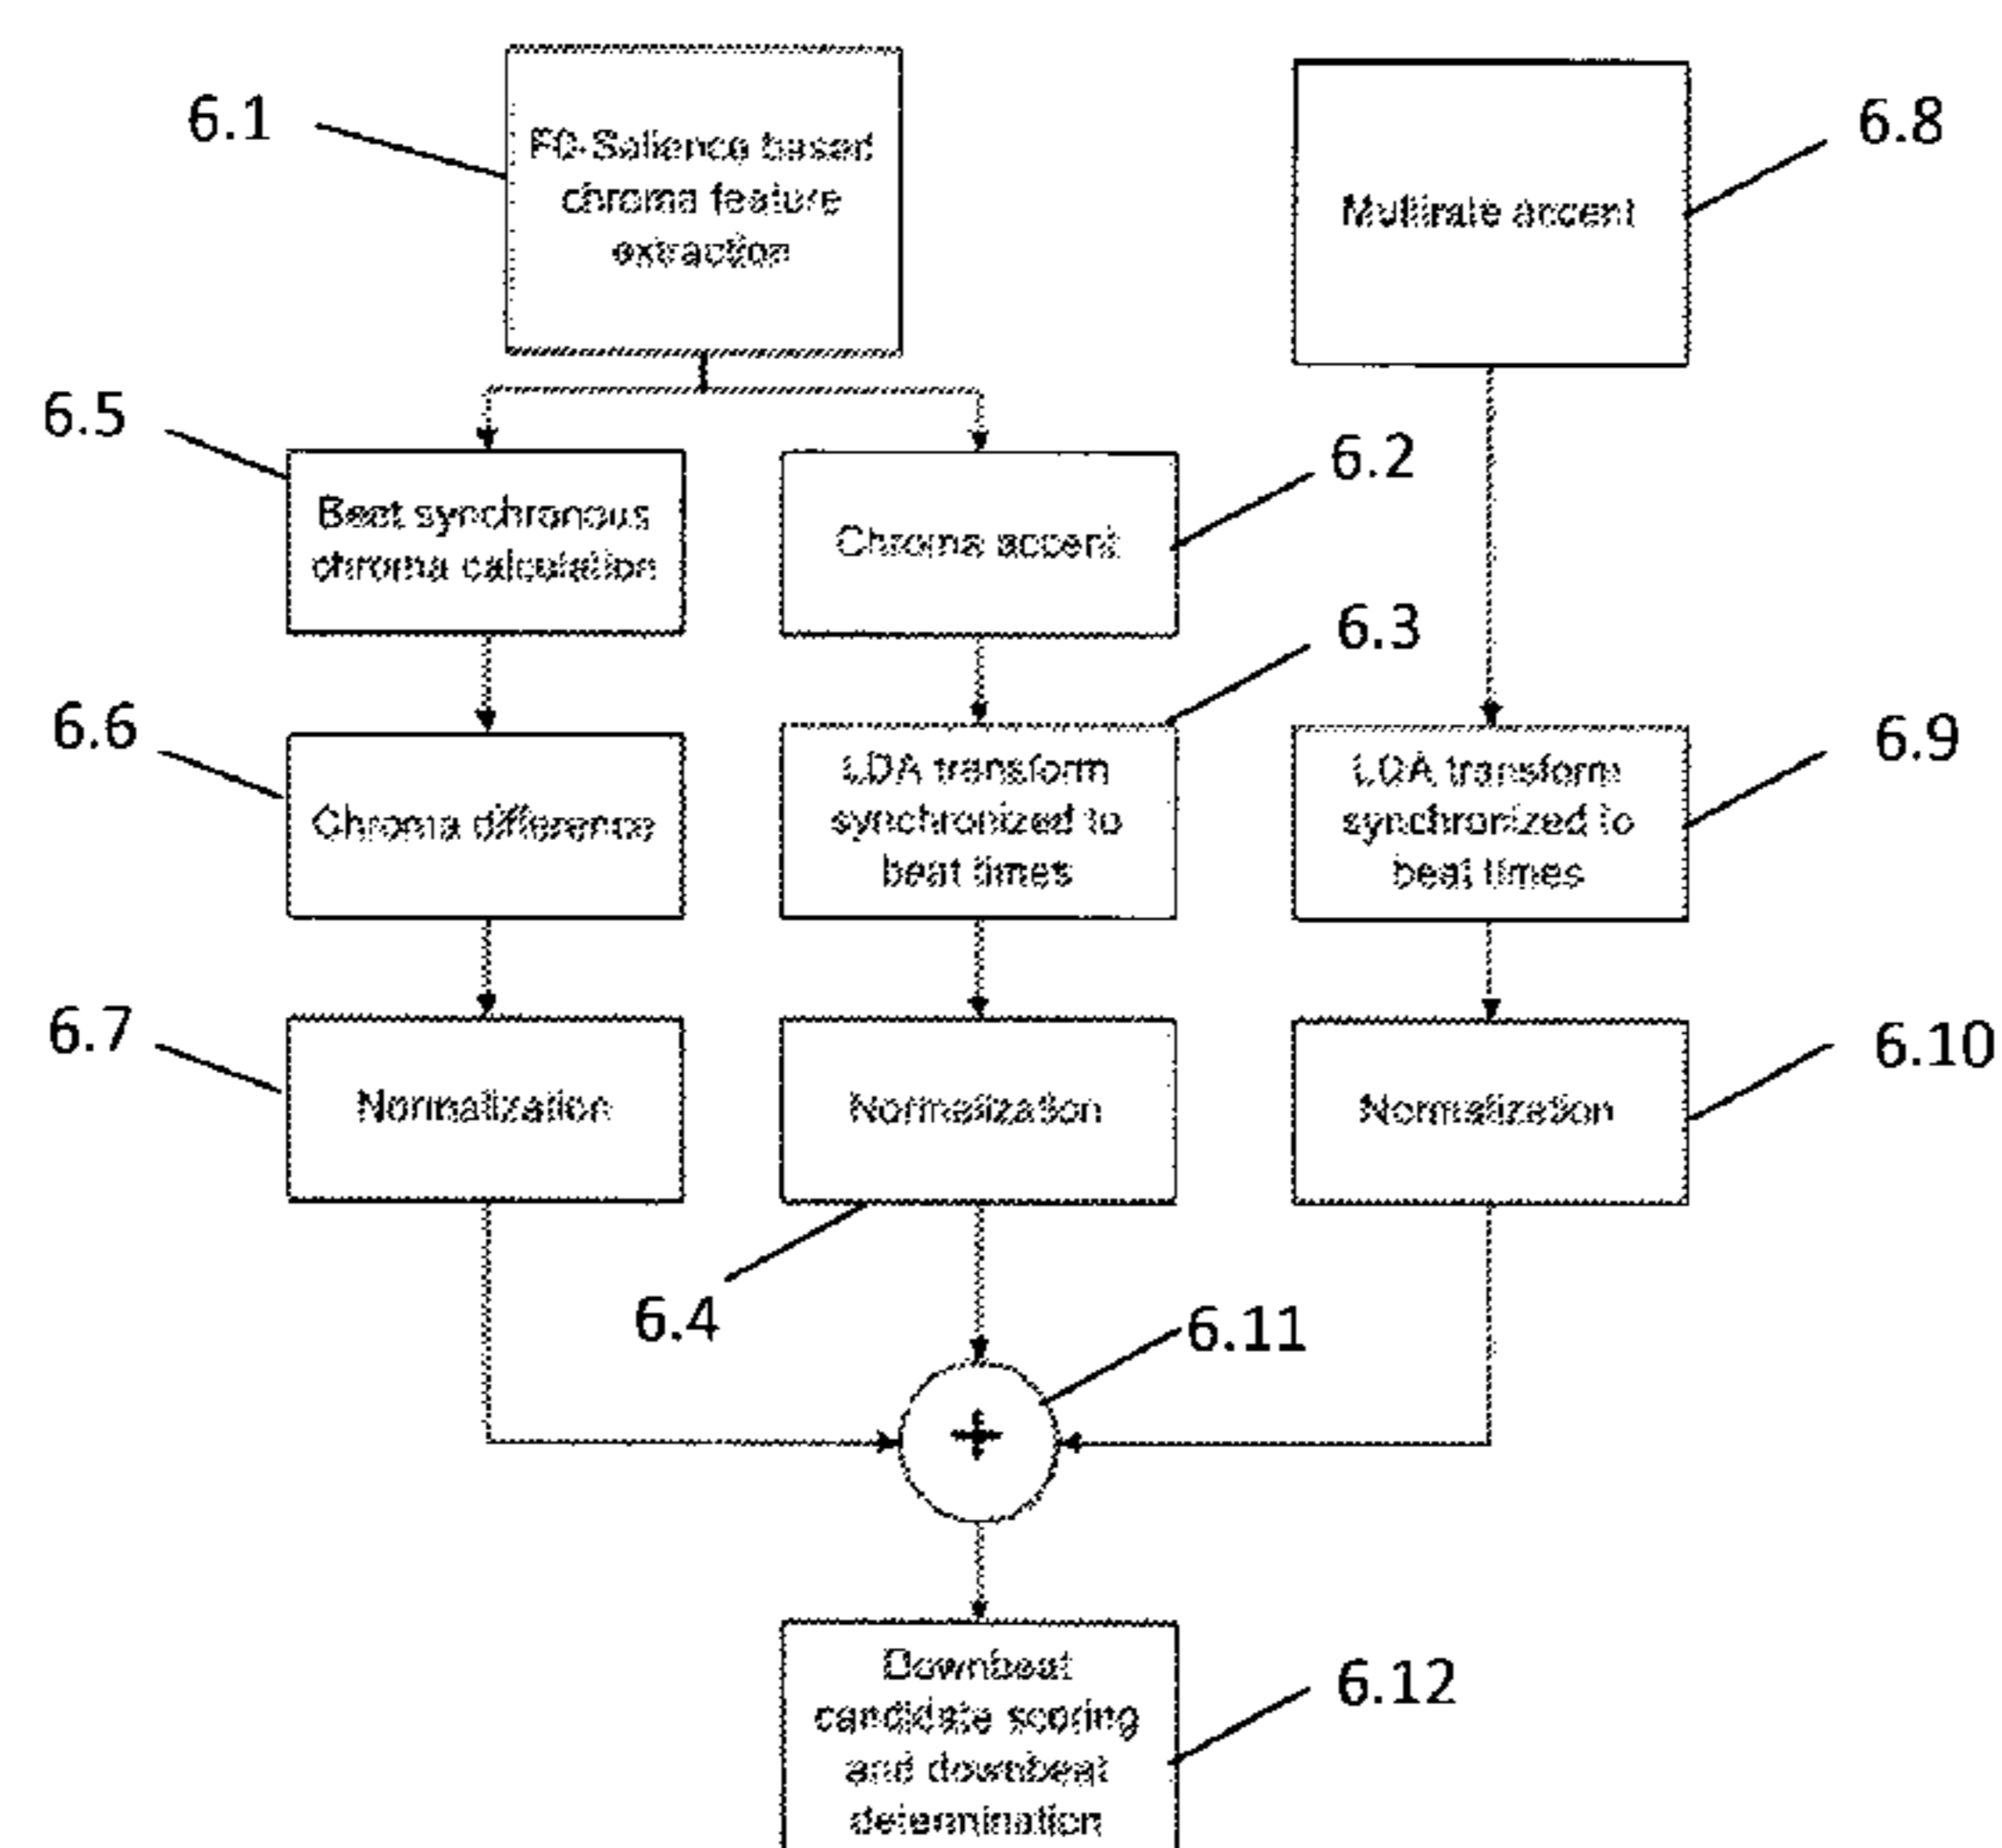 6.1
F0-Salience based
chroma feature
extraction
Multirate accent
6.8
6.5
Beat synchronous
chroma calculation
Chroma accent
6.2
6.3
6.6
Chroma difference
LDA transform
synchronized to
beat times
LDA transform
synchronized to
beat times
6.9
6.7
Normalization
Normalization
Normalization
6.10
6.4
6.11
+
Downbeat
candidate scoring
and downbeat
determination
6.12